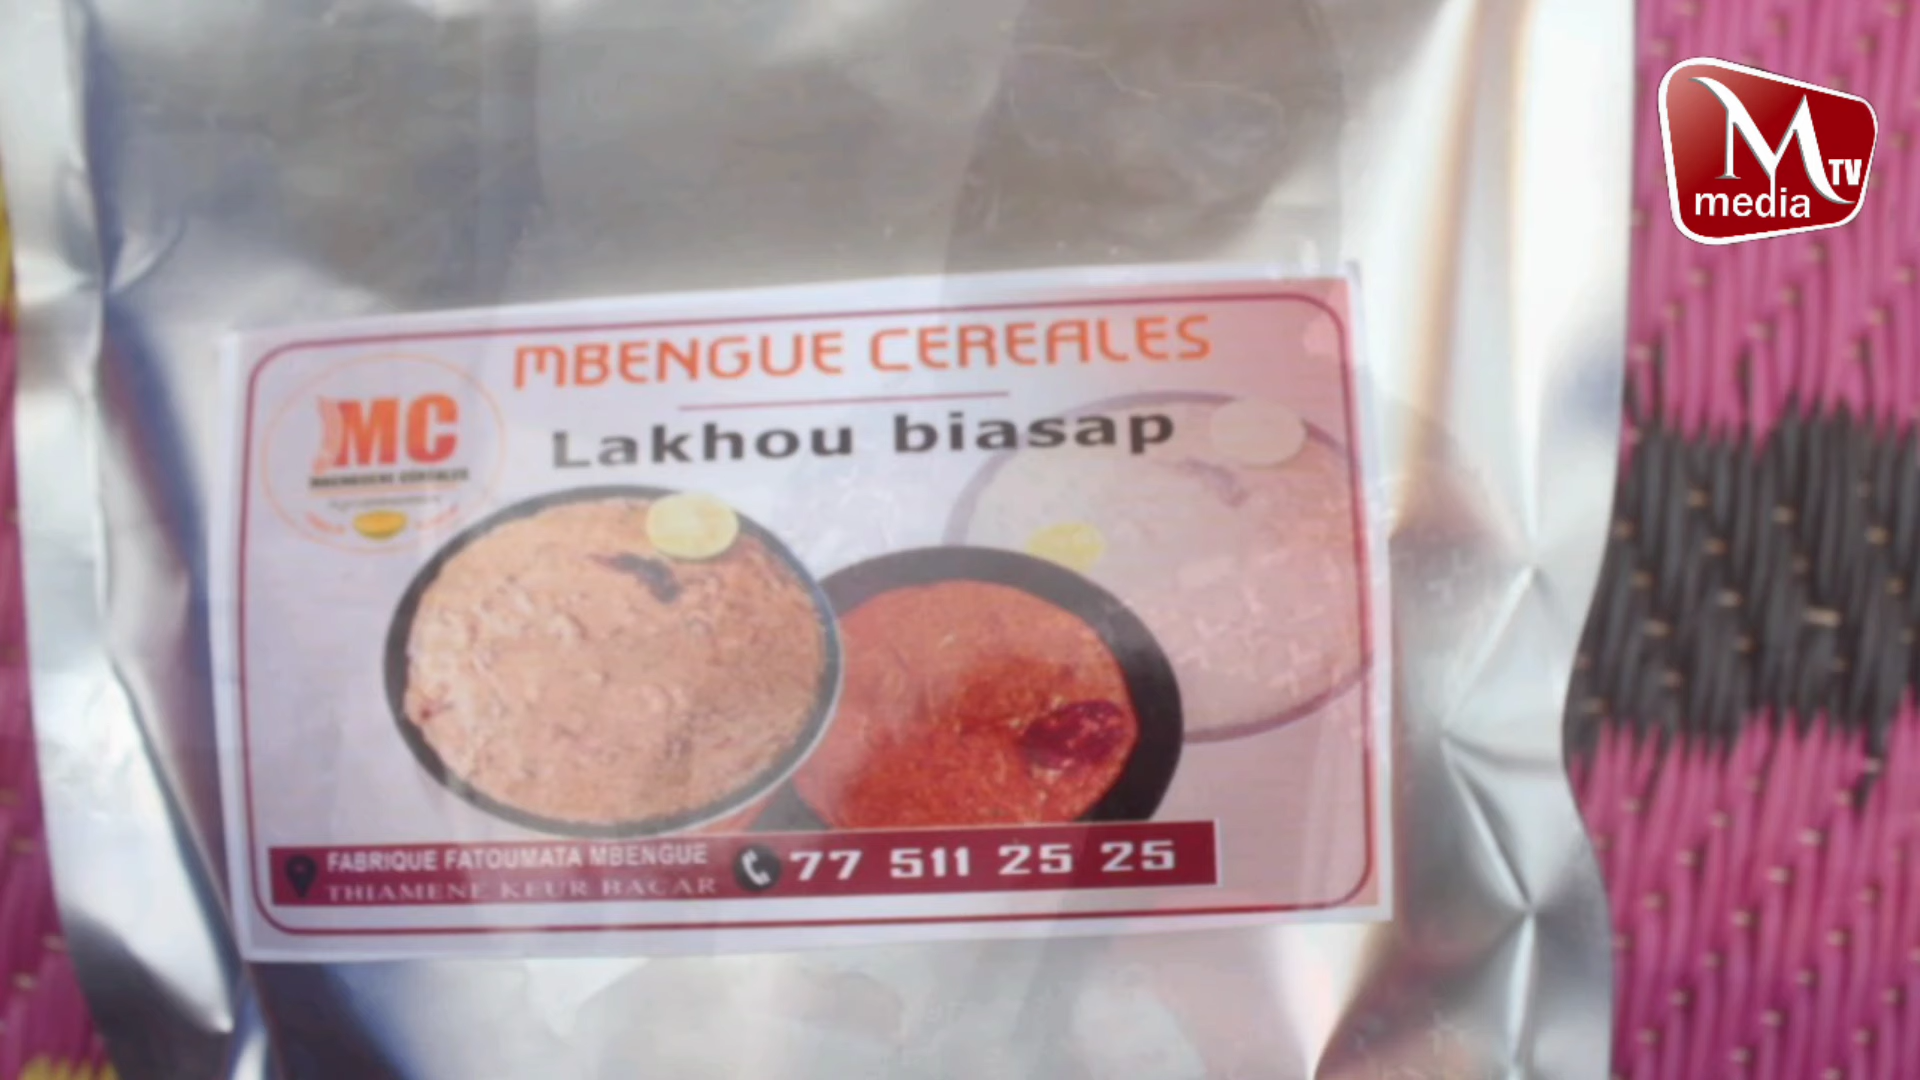 M
TV
media
MBENGUE CEREALES
MC
Lakhou biasap
FABRIQUE FATOUMATA MBENGUE
THIAMENE KEUR BACAR
77 511 25 25